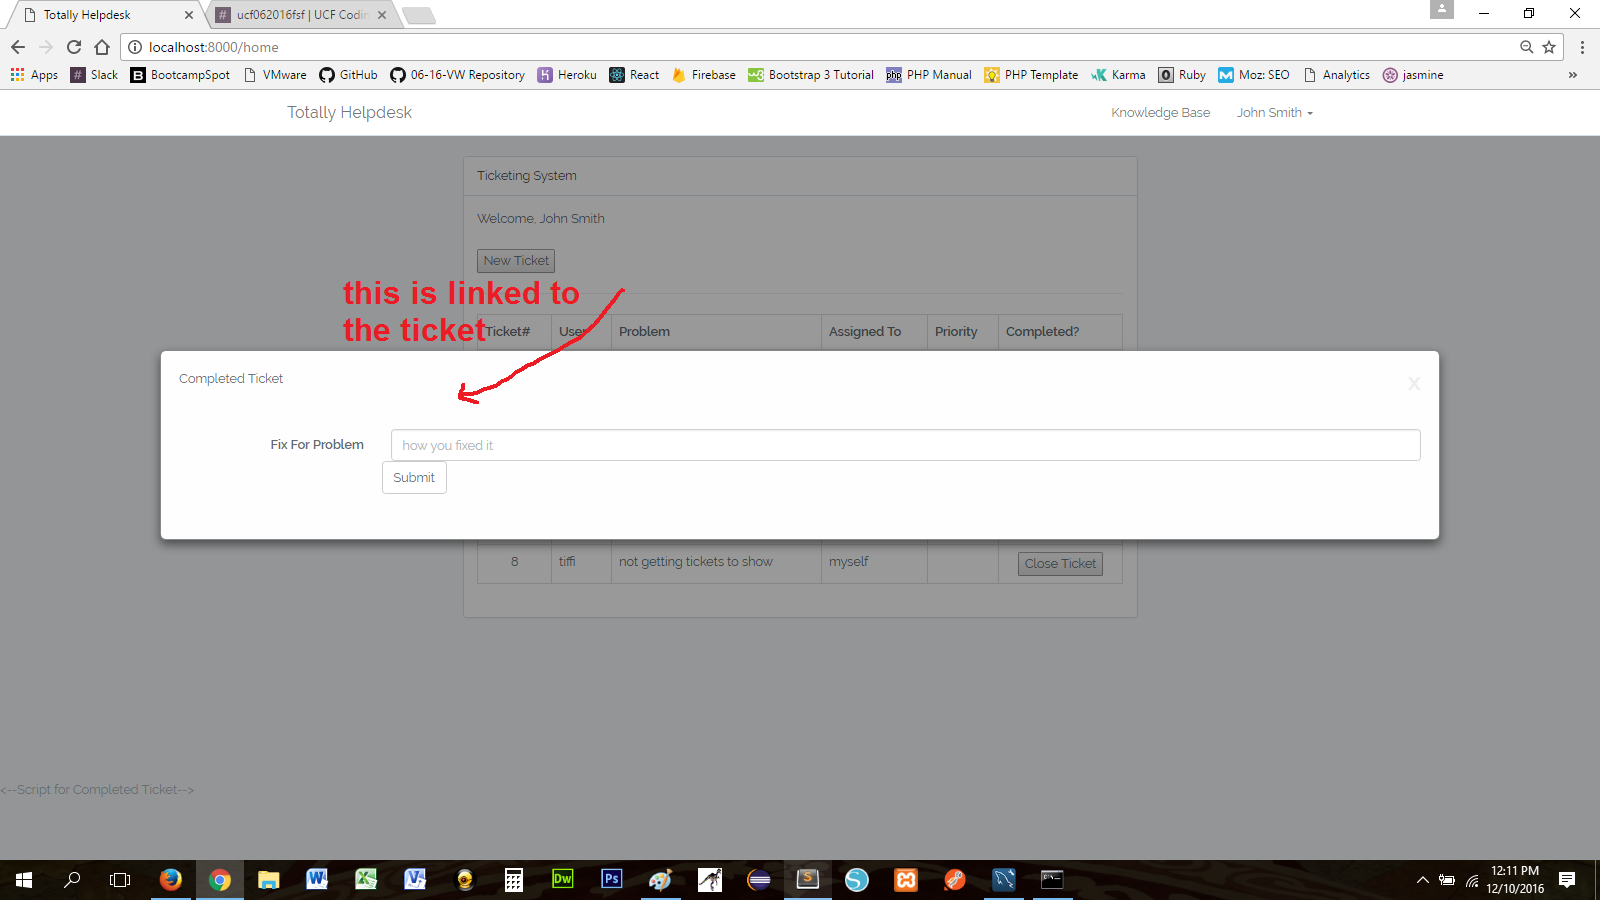 Totally Helpdesk
ucf062016fsf | UCF Codin
localhost:8000/home
Apps Slack BootcampSpot VMware GitHub 06-16-VW Repository Heroku React Firebase Bootstrap 3 Tutorial PHP Manual PHP Template Karma Ruby Moz: SEO Analytics jasmine »
Totally Helpdesk Knowledge Base John Smith
Ticketing System
Welcome, John Smith
New Ticket
this is linked to
the ticket
Ticket# User Problem Assigned To Priority Completed?
Completed Ticket x
Fix For Problem how you fixed it
Submit
8 tiffi not getting tickets to show myself Close Ticket
<--Script for Completed Ticket-->
12:11 PM
12/10/2016